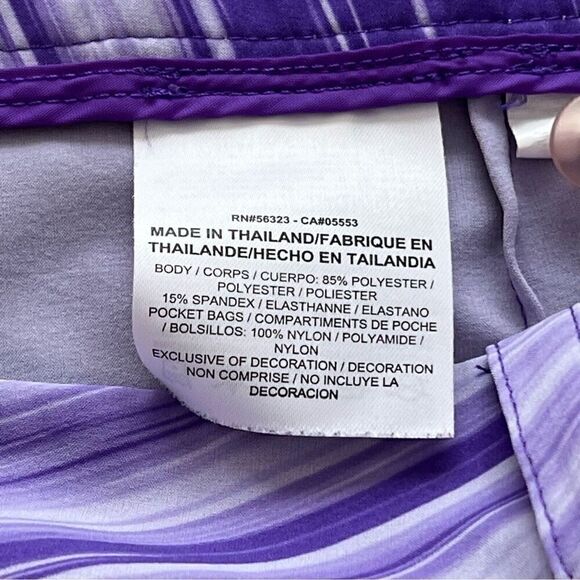 RN#56323 - CA#05553
MADE IN THAILAND/FABRIQUE EN
THAILANDE/HECHO EN TAILANDIA
BODY / CORPS / CUERPO: 85% POLYESTER /
POLYESTER / POLIESTER
15% SPANDEX / ELASTHANNE / ELASTANO
POCKET BAGS / COMPARTIMENTS DE POCHE
/ BOLSILLOS: 100% NYLON / POLYAMIDE /
NYLON
EXCLUSIVE OF DECORATION / DECORATION
NON COMPRISE / NO INCLUYE LA
DECORACION